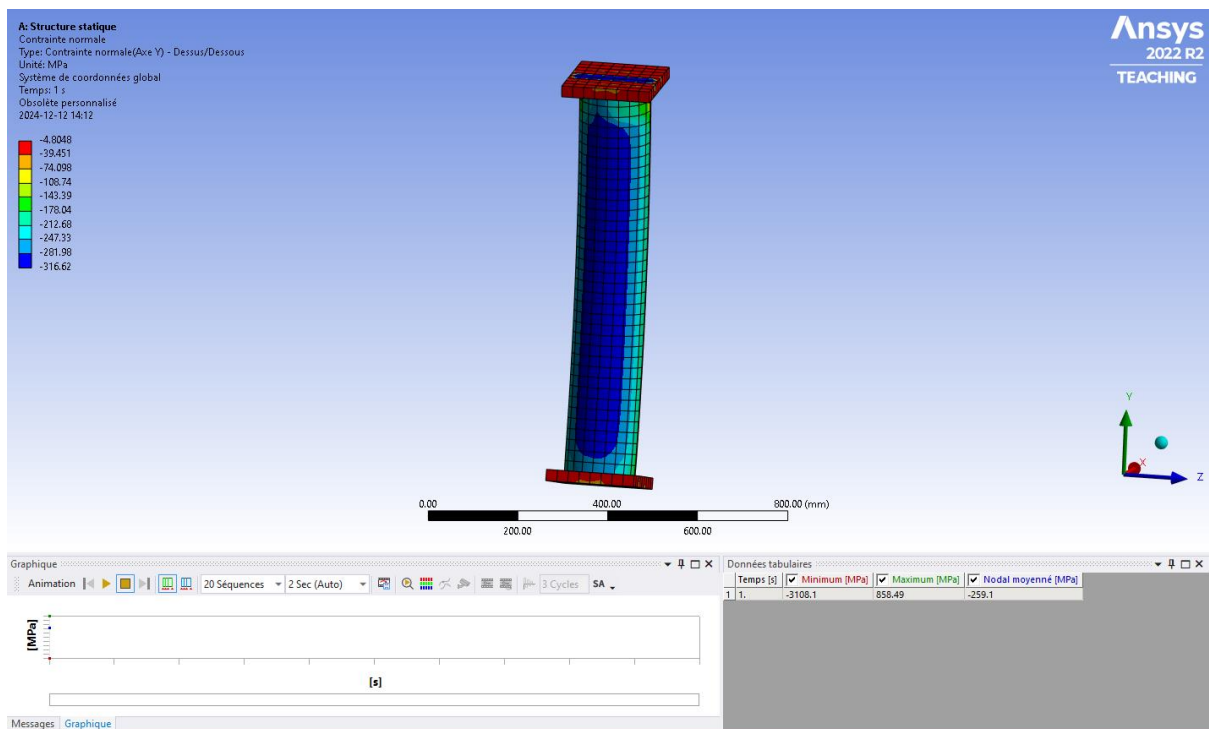 A: Structure statique
Contrainte normale
Type: Contrainte normale(Axe Y) - Dessus/Dessous
Unité: MPa
Système de coordonnées global
Temps: 1 s
Obsolète personnalisé
2024-12-12 14:12
-4.8048
-39.451
-74.098
-108.74
-143.39
-178.04
-212.68
-247.33
-281.98
-316.62
Ansys
2022 R2
TEACHING
Y
X
Z
0.00 400.00 800.00 (mm)
200.00 600.00
Graphique
Animation 20 Séquences 2 Sec (Auto) 3 Cycles SA
[MPa]
[s]
Messages Graphique
Données tabulaires
Temps [s] Minimum [MPa] Maximum [MPa] Nodal moyenné [MPa]
1 1. -3108.1 858.49 -259.1